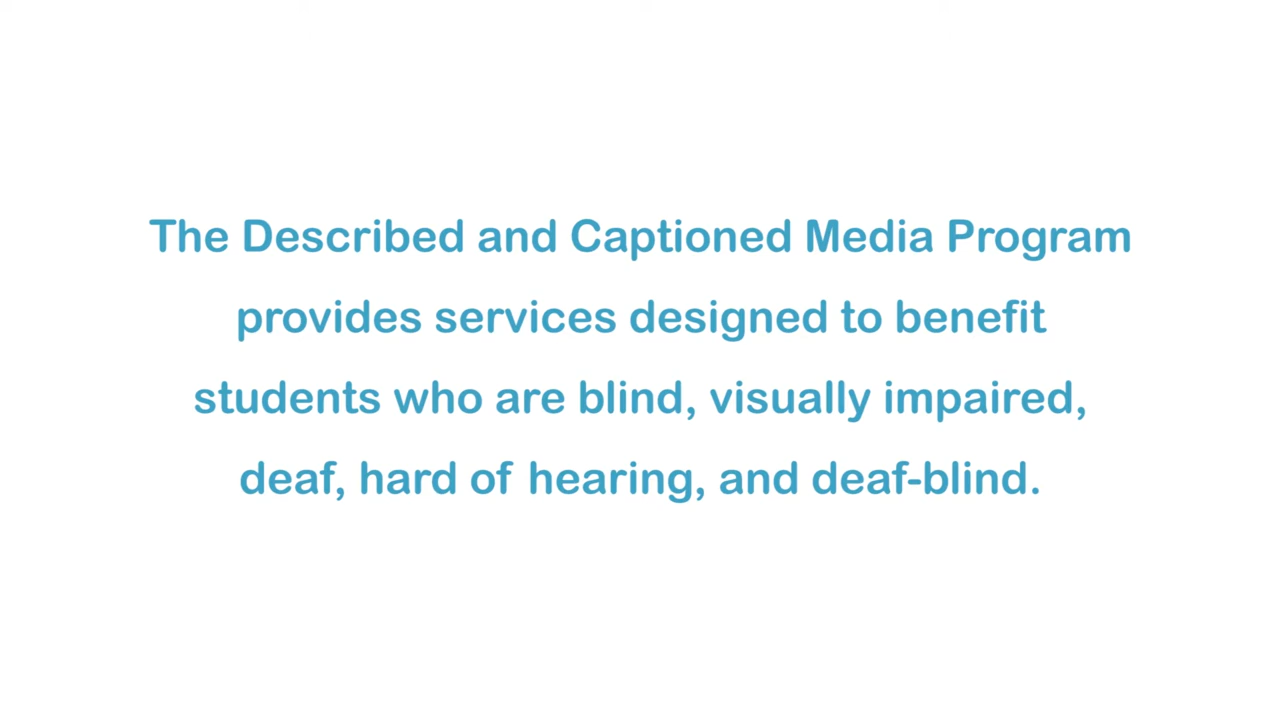 The Described and Captioned Media Program
provides services designed to benefit
students who are blind, visually impaired,
deaf, hard of hearing, and deaf-blind.